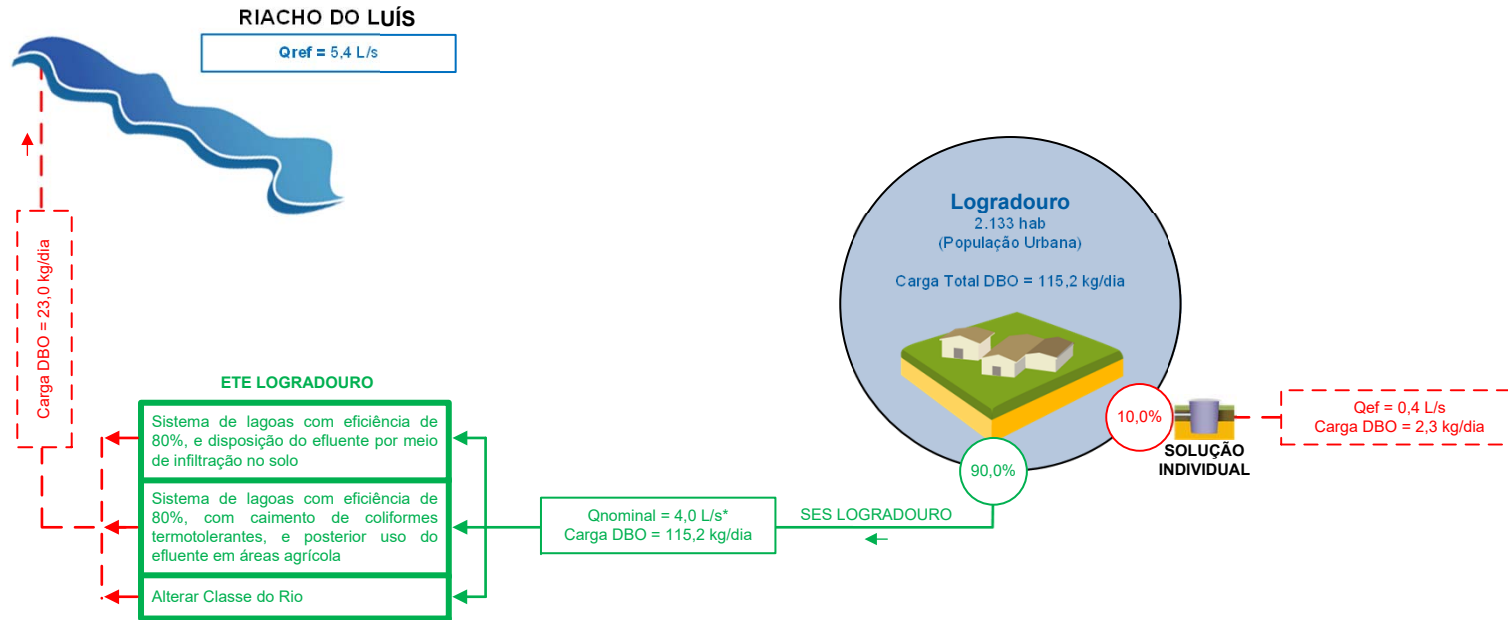 RIACHO DO LUÍS
Qref = 5,4 L/s
Logradouro
2.133 hab
(População Urbana)
Carga Total DBO = 115,2 kg/dia
10,0%
SOLUÇÃO
INDIVIDUAL
Qef = 0,4 L/s
Carga DBO = 2,3 kg/dia
90,0%
SES LOGRADOURO
Qnominal = 4,0 L/s*
Carga DBO = 115,2 kg/dia
ETE LOGRADOURO
Sistema de lagoas com eficiência de
80%, e disposição do efluente por meio
de infiltração no solo
Sistema de lagoas com eficiência de
80%, com caimento de coliformes
termotolerantes, e posterior uso do
efluente em áreas agrícola
Alterar Classe do Rio
Carga DBO = 23,0 kg/dia